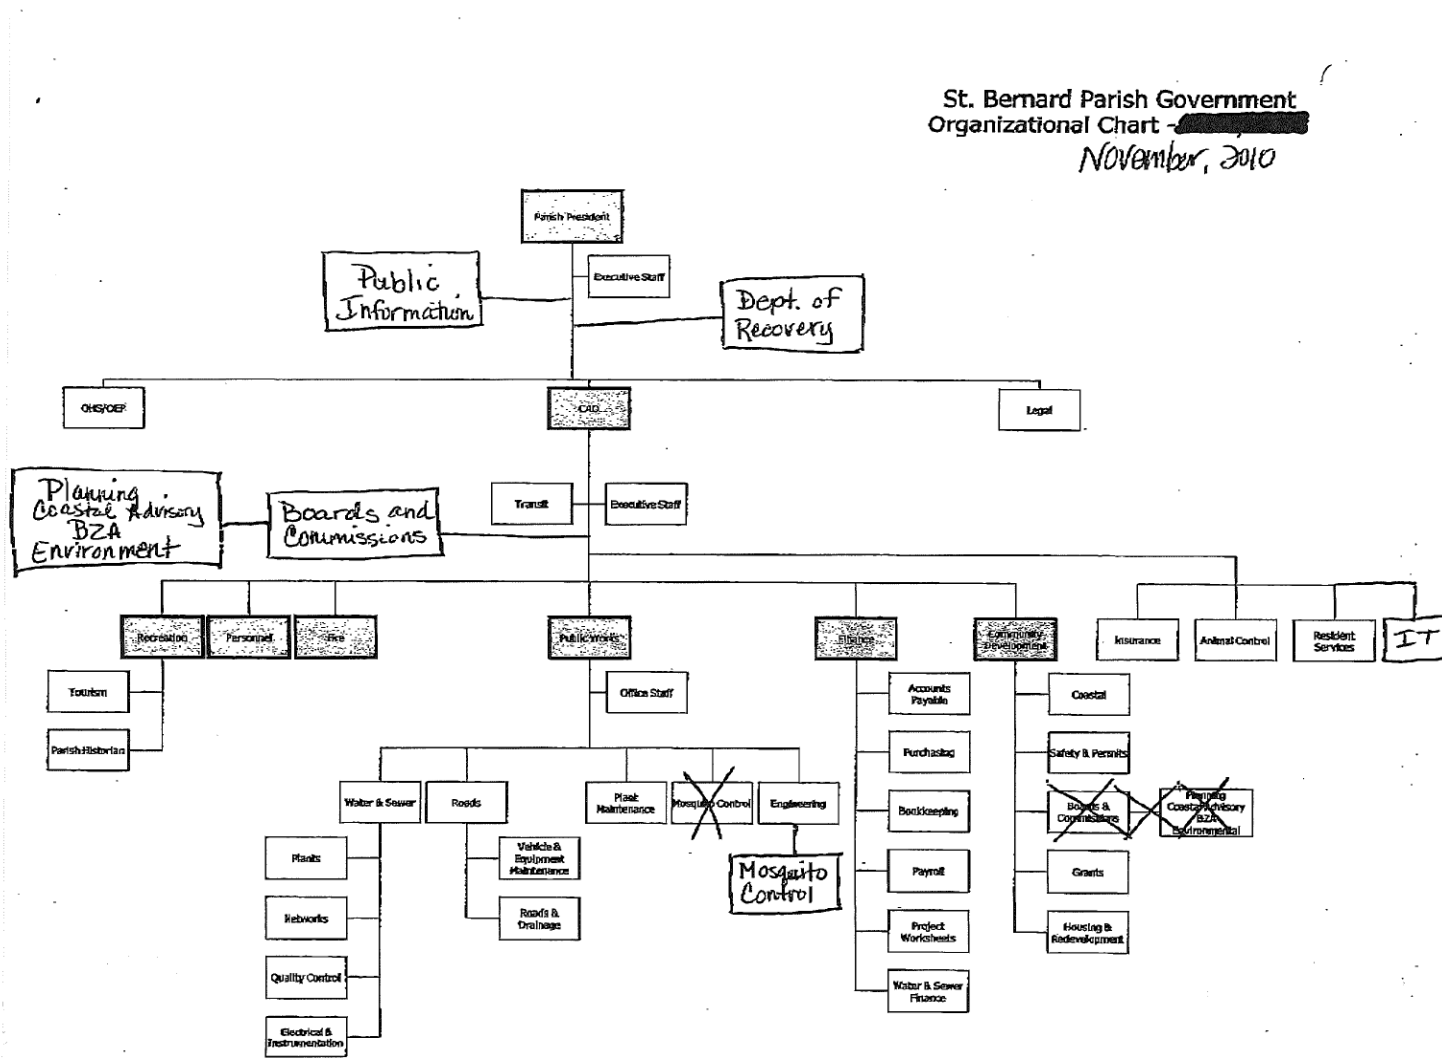 St. Bernard Parish Government
Organizational Chart -
November, 2010
Parish President
Executive Staff
Public
Information
Dept. of
Recovery
OHS/OEP
CAO
Legal
Planning
Coastal Advisory
BZA
Environment
Boards and
Commissions
Transit
Executive Staff
Recreation
Personnel
Fire
Public Works
Finance
Community
Development
Insurance
Animal Control
Resident
Services
IT
Tourism
Parish Historian
Office Staff
Accounts
Payable
Coastal
Purchasing
Safety & Permits
Water & Sewer
Roads
Plant
Maintenance
Mosquito Control
Engineering
Bookkeeping
Boards &
Commissions
Planning
Coastal Advisory
BZA
Environmental
Plants
Vehicle &
Equipment
Maintenance
Mosquito
Control
Payroll
Grants
Networks
Roads &
Drainage
Project
Worksheets
Housing &
Redevelopment
Quality Control
Water & Sewer
Finance
Electrical &
Instrumentation